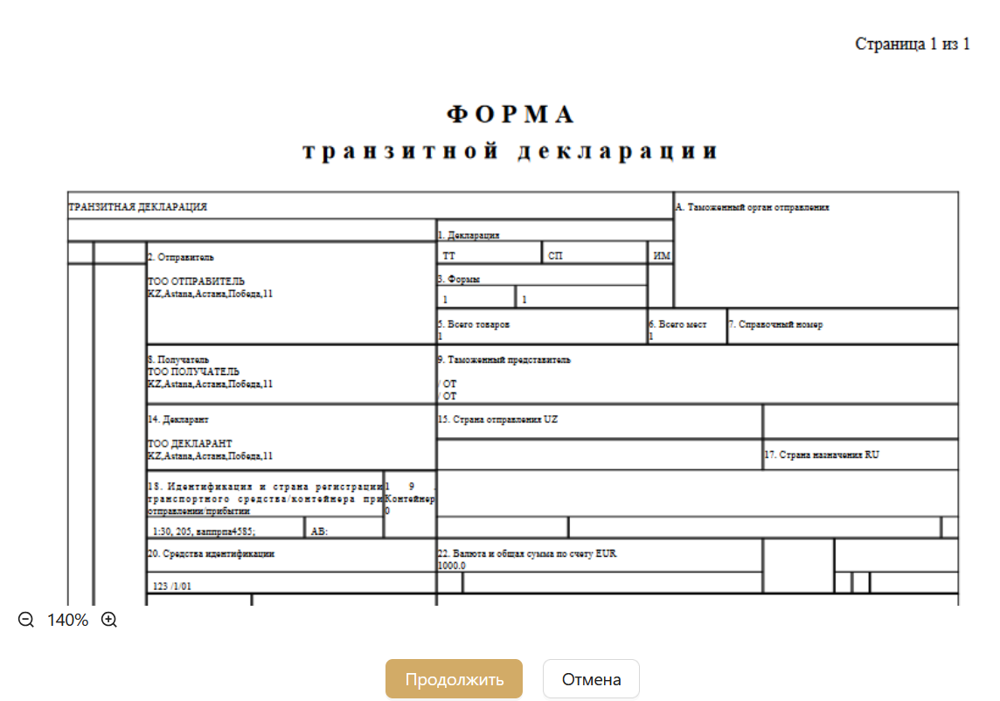 Страница 1 из 1
ФОРМА
транзитной декларации
ТРАНЗИТНАЯ ДЕКЛАРАЦИЯ
А. Таможенный орган отправления
1. Декларация
ТТ
СП
ИМ
2. Отправитель
ТОО ОТПРАВИТЕЛЬ
KZ,Astana,Астана,Победа,11
3. Формы
1
1
5. Всего товаров
1
6. Всего мест
1
7. Справочный номер
8. Получатель
ТОО ПОЛУЧАТЕЛЬ
KZ,Astana,Астана,Победа,11
9. Таможенный представитель
/ ОТ
/ ОТ
14. Декларант
ТОО ДЕКЛАРАНТ
KZ,Astana,Астана,Победа,11
15. Страна отправления UZ
17. Страна назначения RU
18. Идентификация и страна регистрации
транспортного средства/контейнера при
отправлении/прибытии
1 9 .
Контейнер
0
1:30, 205, ваппрпа4585;
АВ:
20. Средства идентификации
123 /1/01
22. Валюта и общая сумма по счету EUR
1000.0
140%
Продолжить
Отмена